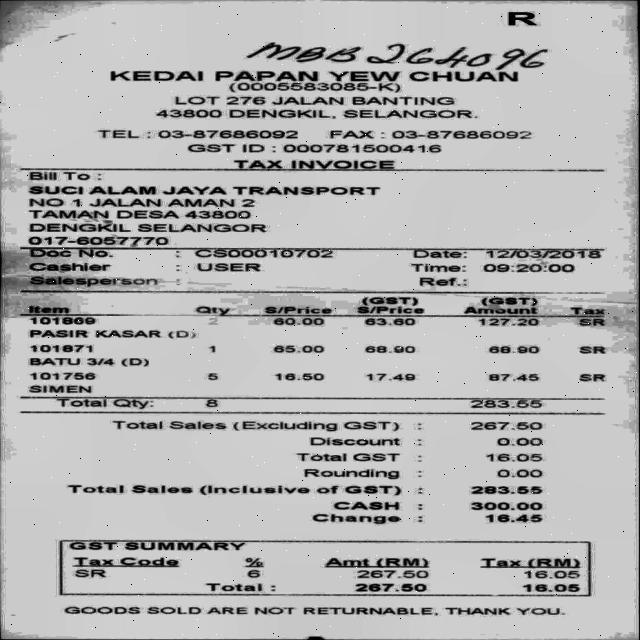 R
MBB264096
KEDAI PAPAN YEW CHUAN
(0005583085-K)
LOT 276 JALAN BANTING
43800 DENGKIL, SELANGOR.
TEL : 03-87686092 FAX : 03-87686092
GST ID : 000781500416
TAX INVOICE
Bill To :
SUCI ALAM JAYA TRANSPORT
NO 1 JALAN AMAN 2
TAMAN DESA 43800
DENGKIL SELANGOR
017-6057770
Doc No. : CS00010702 Date: 12/03/2018
Cashier : USER Time: 09:20:00
Salesperson : Ref.:
(GST) (GST)
Item Qty S/Price S/Price Amount Tax
101809 2 60.00 63.60 127.20 SR
PASIR KASAR (D)
101871 1 65.00 68.90 68.90 SR
BATU 3/4 (D)
101756 5 16.50 17.49 87.45 SR
SIMEN
Total Qty: 8 283.55
Total Sales (Excluding GST) : 267.50
Discount : 0.00
Total GST : 16.05
Rounding : 0.00
Total Sales (Inclusive of GST) : 283.55
CASH : 300.00
Change : 16.45
GST SUMMARY
Tax Code % Amt (RM) Tax (RM)
SR 6 267.50 16.05
Total : 267.50 16.05
GOODS SOLD ARE NOT RETURNABLE, THANK YOU.